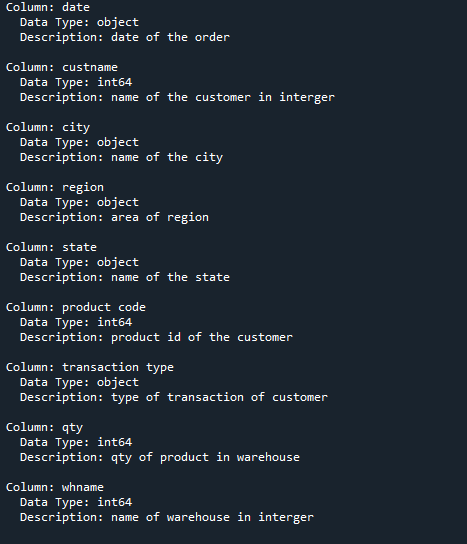 Column: date
Data Type: object
Description: date of the order
Column: custname
Data Type: int64
Description: name of the customer in interger
Column: city
Data Type: object
Description: name of the city
Column: region
Data Type: object
Description: area of region
Column: state
Data Type: object
Description: name of the state
Column: product code
Data Type: int64
Description: product id of the customer
Column: transaction type
Data Type: object
Description: type of transaction of customer
Column: qty
Data Type: int64
Description: qty of product in warehouse
Column: whname
Data Type: int64
Description: name of warehouse in interger